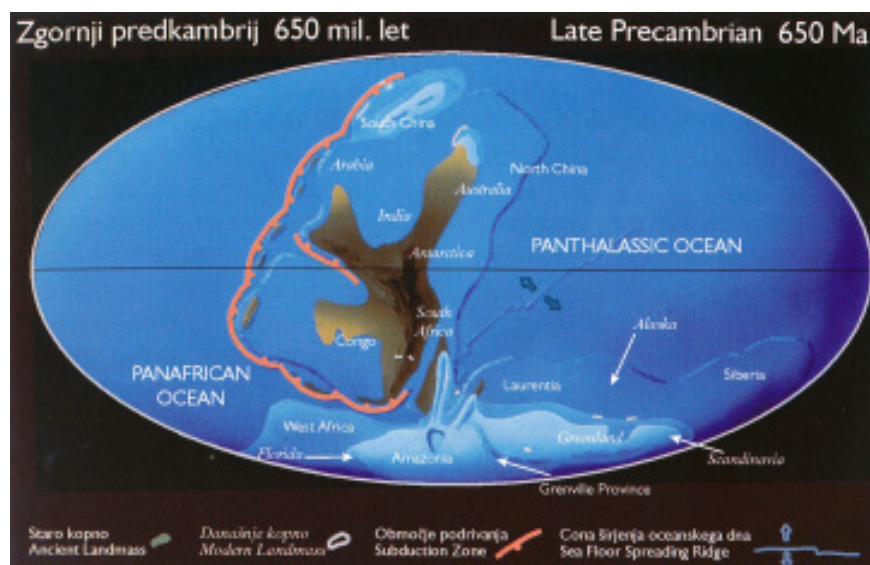 Zgornji predkambrij 650 mil. let
Late Precambrian 650 Ma
South China
Arabia
North China
Australia
India
Antarctica
PANTHALASSIC OCEAN
South
Africa
Congo
Alaska
PANAFRICAN
OCEAN
Laurentia
Siberia
West Africa
Greenland
Florida
Amazonia
Scandinavia
Grenville Province
Staro kopno
Ancient Landmass
Današnje kopno
Modern Landmass
Območje podrivanja
Subduction Zone
Cona širjenja oceanskega dna
Sea Floor Spreading Ridge